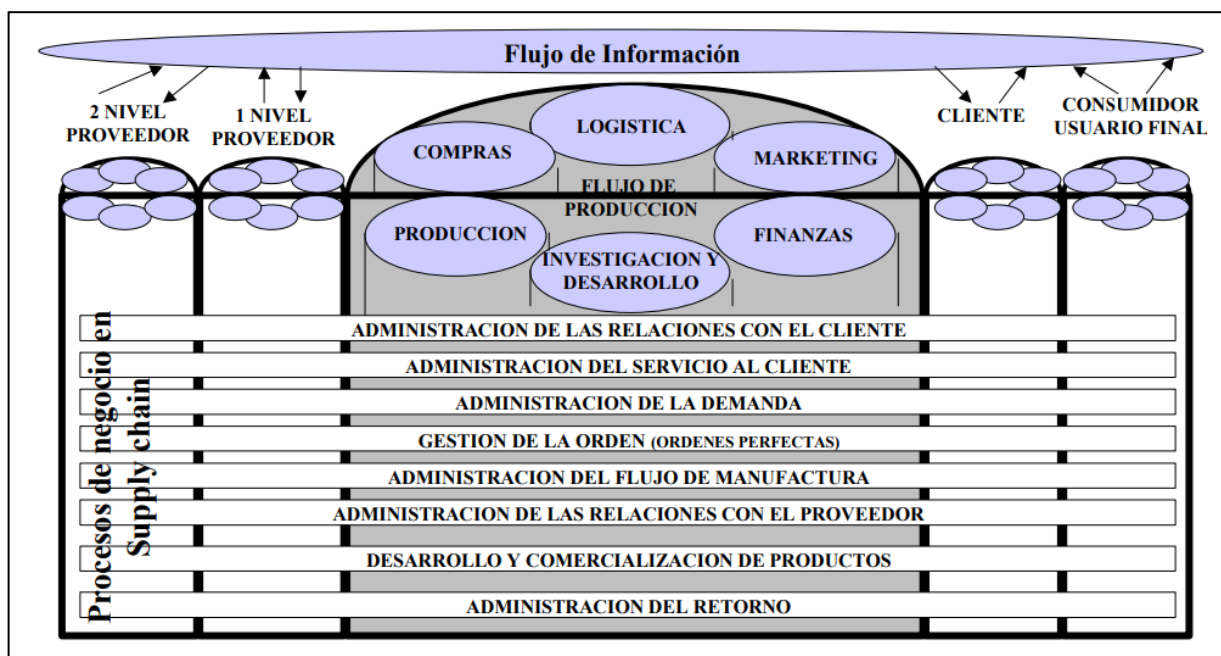 Flujo de Información
2 NIVEL
PROVEEDOR
1 NIVEL
PROVEEDOR
CLIENTE
CONSUMIDOR
USUARIO FINAL
LOGISTICA
COMPRAS
MARKETING
FLUJO DE
PRODUCCION
PRODUCCION
FINANZAS
INVESTIGACION Y
DESARROLLO
Procesos de negocio en
Supply chain
ADMINISTRACION DE LAS RELACIONES CON EL CLIENTE
ADMINISTRACION DEL SERVICIO AL CLIENTE
ADMINISTRACION DE LA DEMANDA
GESTION DE LA ORDEN (ORDENES PERFECTAS)
ADMINISTRACION DEL FLUJO DE MANUFACTURA
ADMINISTRACION DE LAS RELACIONES CON EL PROVEEDOR
DESARROLLO Y COMERCIALIZACION DE PRODUCTOS
ADMINISTRACION DEL RETORNO